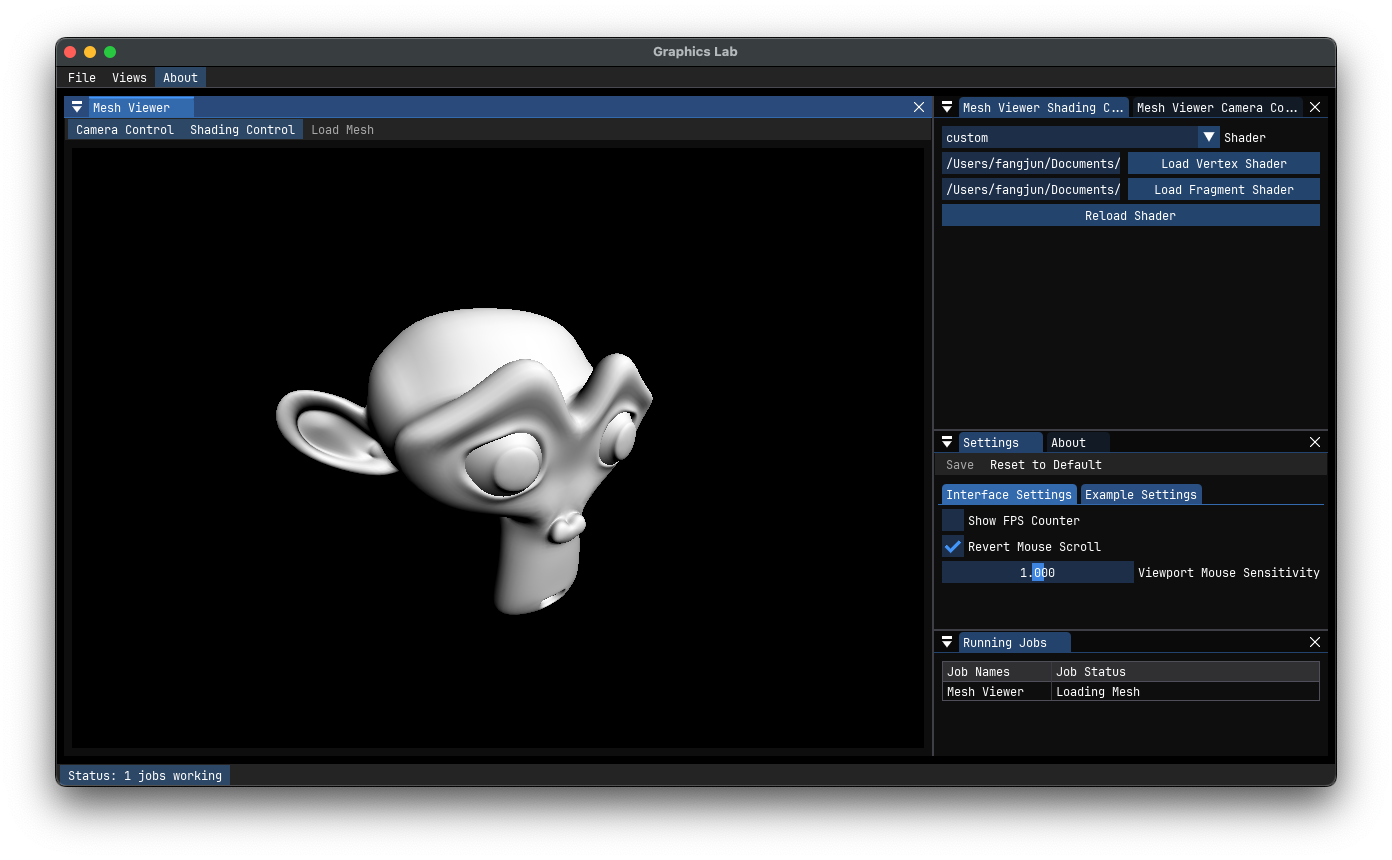 Graphics Lab
File Views About
Mesh Viewer
Camera Control Shading Control Load Mesh
Mesh Viewer Shading C... Mesh Viewer Camera Co...
custom Shader
/Users/fangjun/Documents/ Load Vertex Shader
/Users/fangjun/Documents/ Load Fragment Shader
Reload Shader
Settings About
Save Reset to Default
Interface Settings Example Settings
Show FPS Counter
Revert Mouse Scroll
1.000 Viewport Mouse Sensitivity
Running Jobs
Job Names Job Status
Mesh Viewer Loading Mesh
Status: 1 jobs working